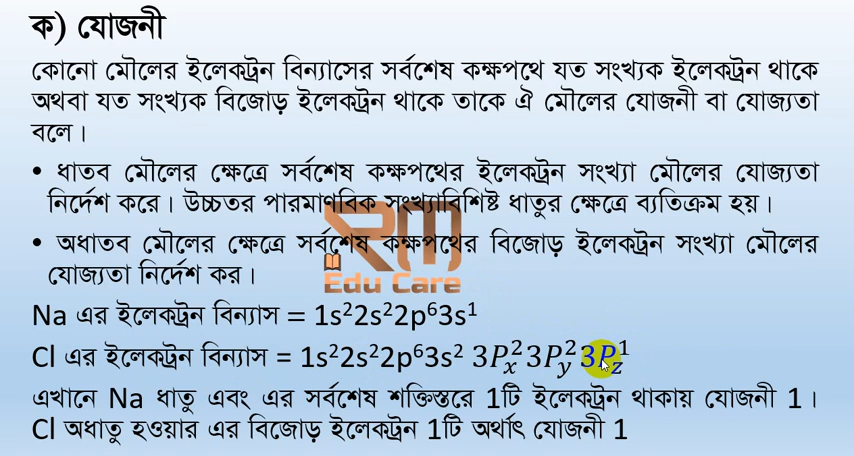 ক) যোজনী
কোনো মৌলের ইলেকট্রন বিন্যাসের সর্বশেষ কক্ষপথে যত সংখ্যক ইলেকট্রন থাকে
অথবা যত সংখ্যক বিজোড় ইলেকট্রন থাকে তাকে ঐ মৌলের যোজনী বা যোজ্যতা
বলে।
• ধাতব মৌলের ক্ষেত্রে সর্বশেষ কক্ষপথের ইলেকট্রন সংখ্যা মৌলের যোজ্যতা
নির্দেশ করে। উচ্চতর পারমাণবিক সংখ্যাবিশিষ্ট ধাতুর ক্ষেত্রে ব্যতিক্রম হয়।
• অধাতব মৌলের ক্ষেত্রে সর্বশেষ কক্ষপথের বিজোড় ইলেকট্রন সংখ্যা মৌলের
যোজ্যতা নির্দেশ কর।
RM
Edu Care
Na এর ইলেকট্রন বিন্যাস = 1s²2s²2p⁶3s¹
Cl এর ইলেকট্রন বিন্যাস = 1s²2s²2p⁶3s² 3Pₓ² 3P_y² 3P_z¹
এখানে Na ধাতু এবং এর সর্বশেষ শক্তিস্তরে 1টি ইলেকট্রন থাকায় যোজনী 1।
Cl অধাতু হওয়ার এর বিজোড় ইলেকট্রন 1টি অর্থাৎ যোজনী 1